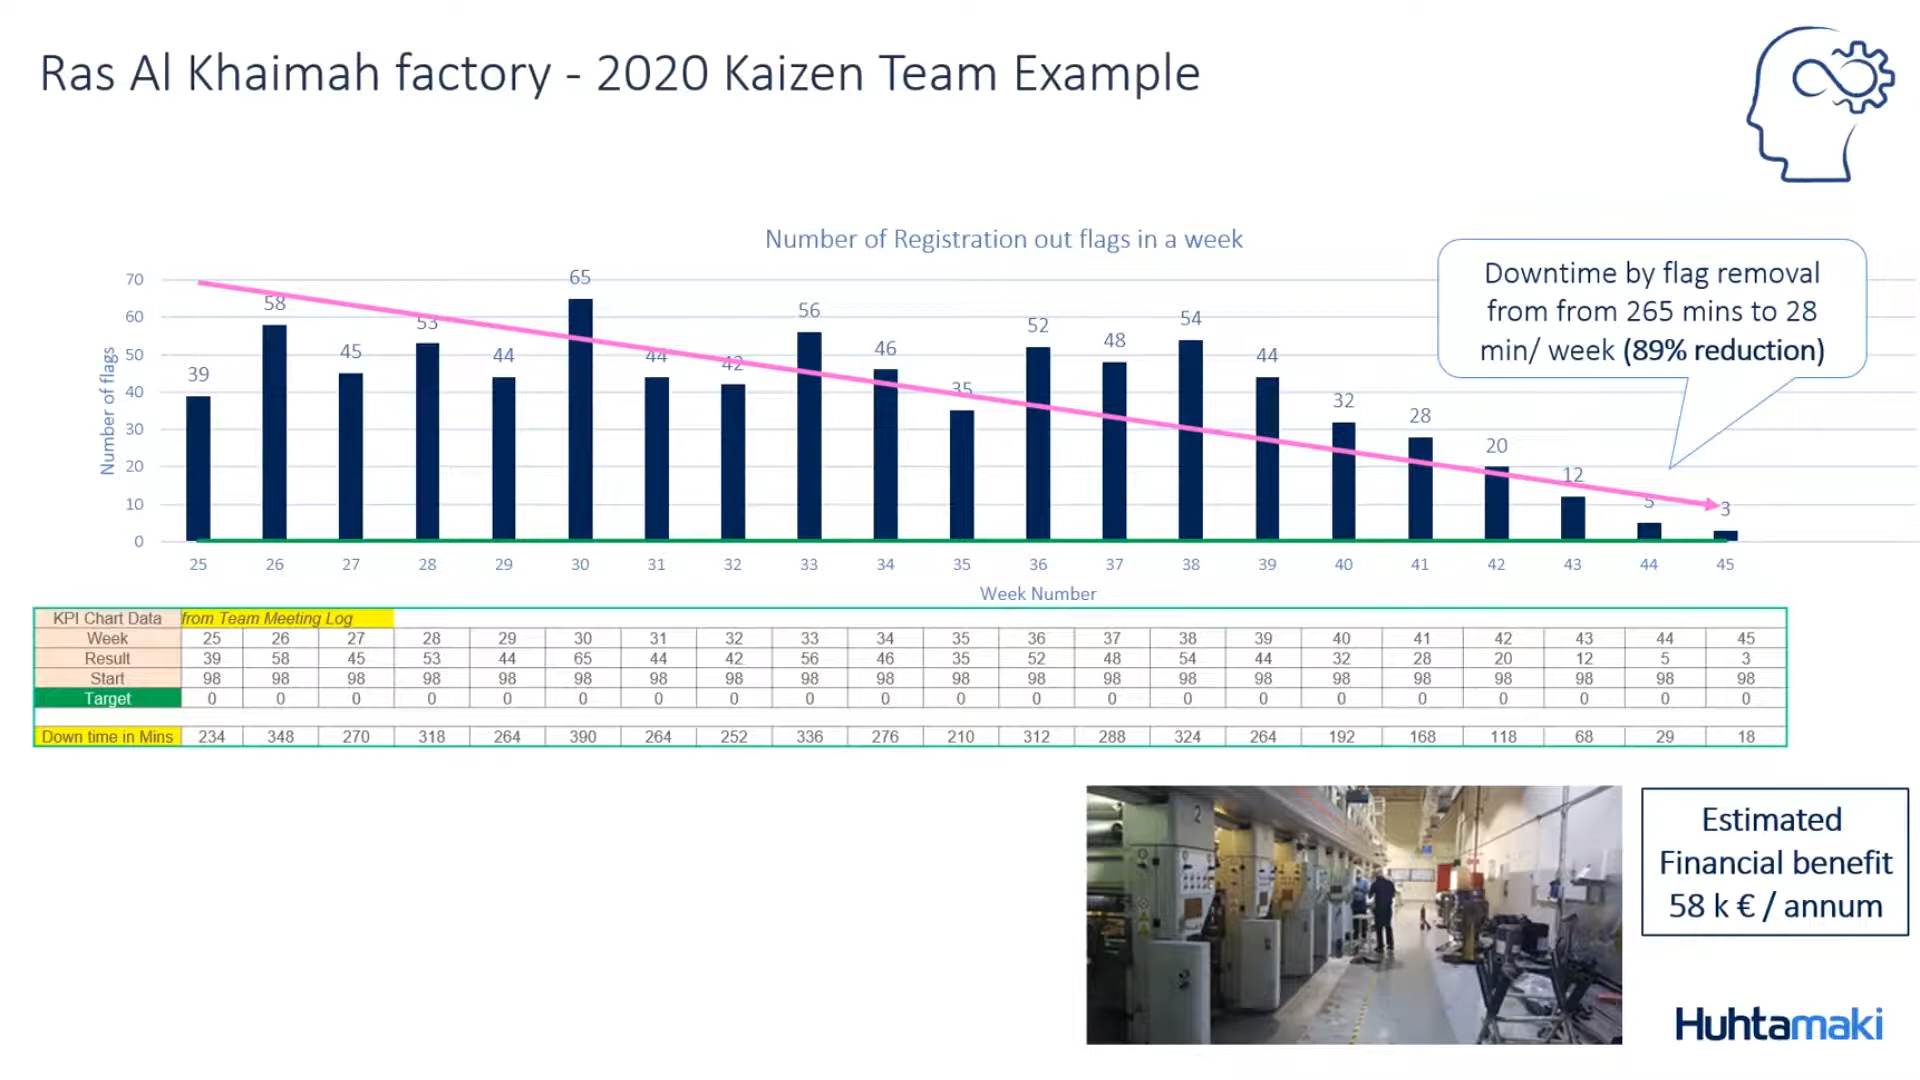 Ras Al Khaimah factory - 2020 Kaizen Team Example
Number of Registration out flags in a week
Downtime by flag removal
from from 265 mins to 28
min/ week (89% reduction)
Number of flags
70
60
50
40
30
20
10
0
39 58 45 53 44 65 44 42 56 46 35 52 48 54 44 32 28 20 12 5 3
25 26 27 28 29 30 31 32 33 34 35 36 37 38 39 40 41 42 43 44 45
Week Number
KPI Chart Data from Team Meeting Log
Week 25 26 27 28 29 30 31 32 33 34 35 36 37 38 39 40 41 42 43 44 45
Result 39 58 45 53 44 65 44 42 56 46 35 52 48 54 44 32 28 20 12 5 3
Start 98 98 98 98 98 98 98 98 98 98 98 98 98 98 98 98 98 98 98 98 98
Target 0 0 0 0 0 0 0 0 0 0 0 0 0 0 0 0 0 0 0 0 0
Down time in Mins 234 348 270 318 264 390 264 252 336 276 210 312 288 324 264 192 168 118 68 29 18
2
Estimated
Financial benefit
58 k € / annum
Huhtamaki